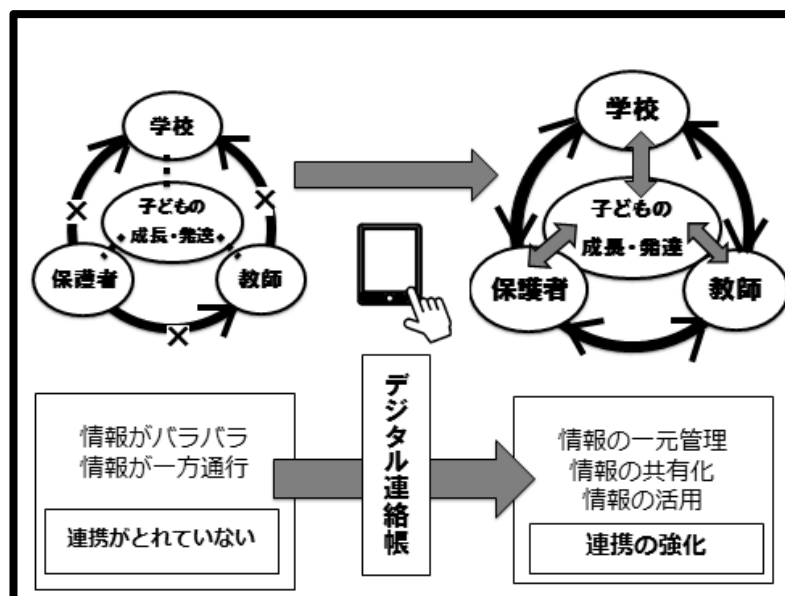 学校
子どもの
成長・発達
保護者
教師
学校
子どもの
成長・発達
保護者
教師
情報がバラバラ
情報が一方通行
連携がとれていない
デジタル連絡帳
情報の一元管理
情報の共有化
情報の活用
連携の強化